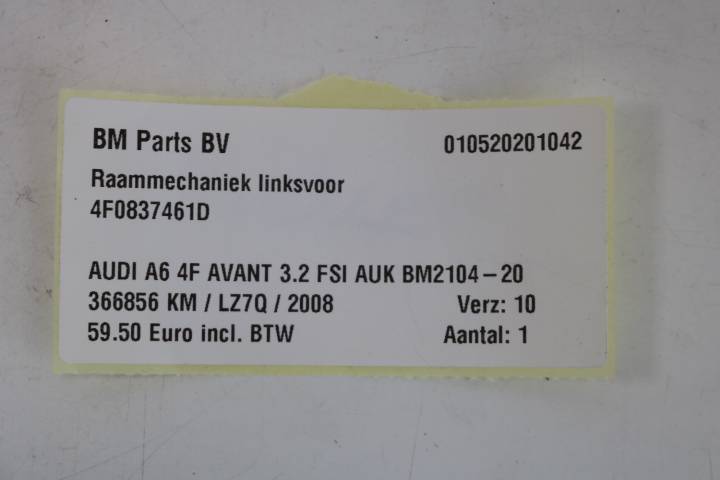 BM Parts BV 010520201042
Raammechaniek linksvoor
4F0837461D
AUDI A6 4F AVANT 3.2 FSI AUK BM2104-20
366856 KM / LZ7Q / 2008 Verz: 10
59.50 Euro incl. BTW Aantal: 1